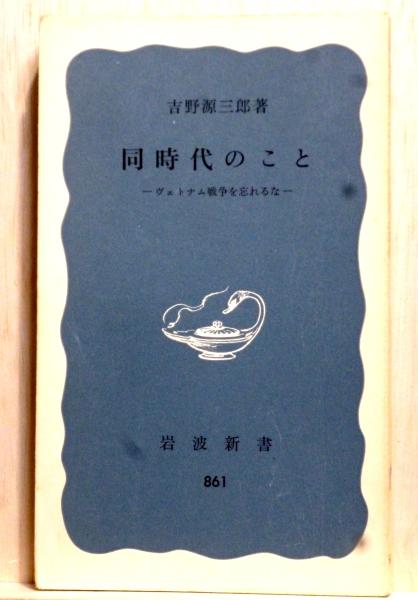 吉野源三郎著
同時代のこと
―ヴェトナム戦争を忘れるな―
岩波新書
861